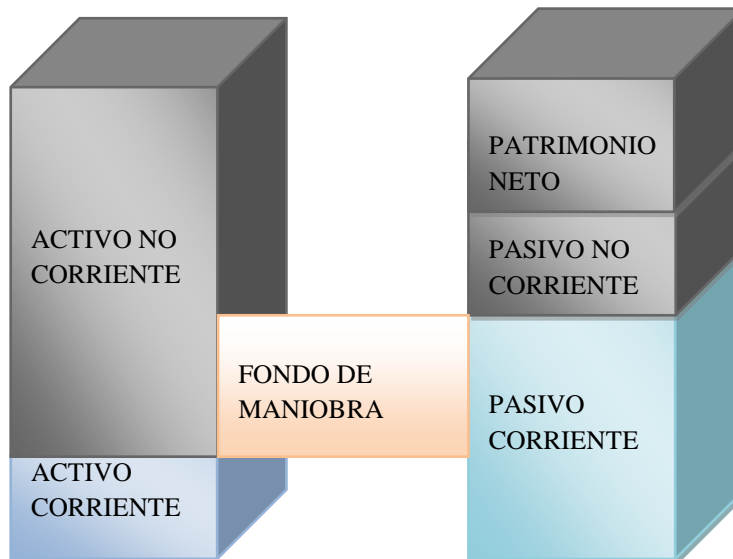 ACTIVO NO
CORRIENTE
ACTIVO
CORRIENTE
FONDO DE
MANIOBRA
PATRIMONIO
NETO
PASIVO NO
CORRIENTE
PASIVO
CORRIENTE